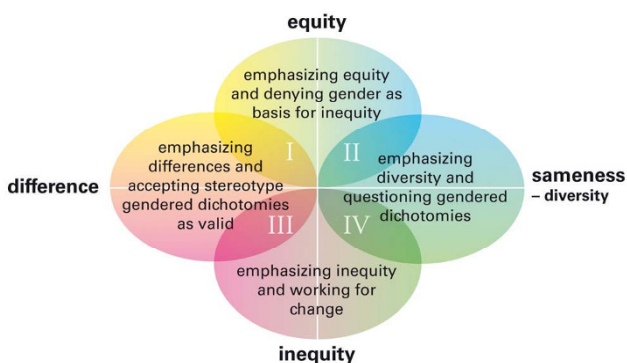 equity
emphasizing equity
and denying gender as
basis for inequity
I
II
emphasizing
differences and
accepting stereotype
gendered dichotomies
as valid
emphasizing
diversity and
questioning gendered
dichotomies
difference
sameness
– diversity
III
IV
emphasizing inequity
and working for
change
inequity